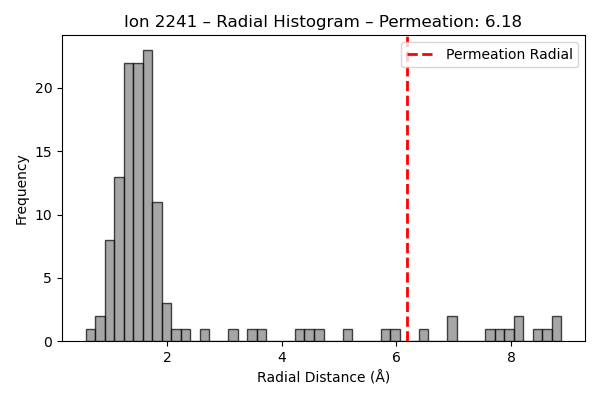 Ion 2241 – Radial Histogram – Permeation: 6.18
Permeation Radial
Frequency
20
15
10
5
0
2
4
6
8
Radial Distance (Å)